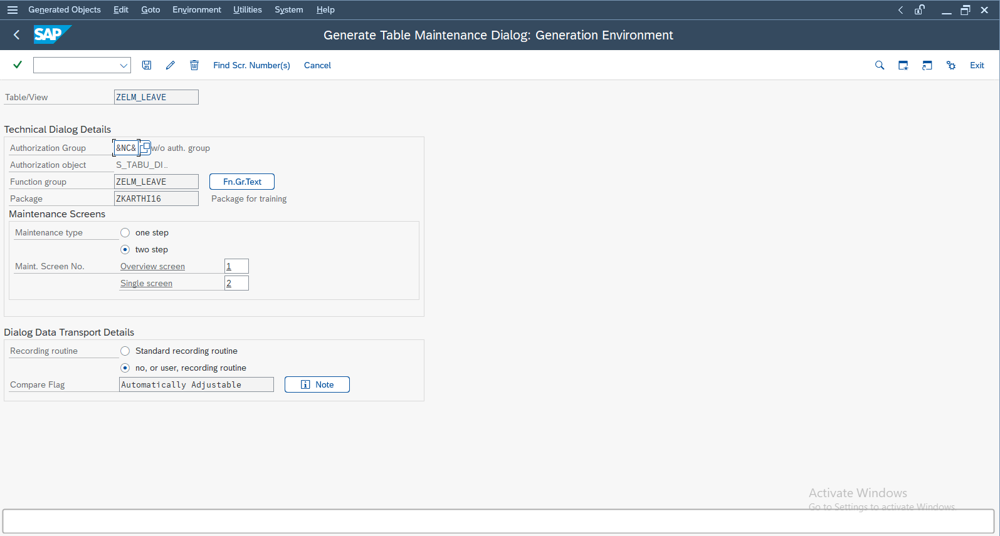 Generated Objects Edit Goto Environment Utilities System Help
SAP Generate Table Maintenance Dialog: Generation Environment
Find Scr. Number(s) Cancel Exit
Table/View ZELM_LEAVE
Technical Dialog Details
Authorization Group &NC& w/o auth. group
Authorization object S_TABU_DI…
Function group ZELM_LEAVE Fn.Gr.Text
Package ZKARTHI16 Package for training
Maintenance Screens
Maintenance type one step
two step
Maint. Screen No. Overview screen 1
Single screen 2
Dialog Data Transport Details
Recording routine Standard recording routine
no, or user, recording routine
Compare Flag Automatically Adjustable Note
Activate Windows
Go to Settings to activate Windows.